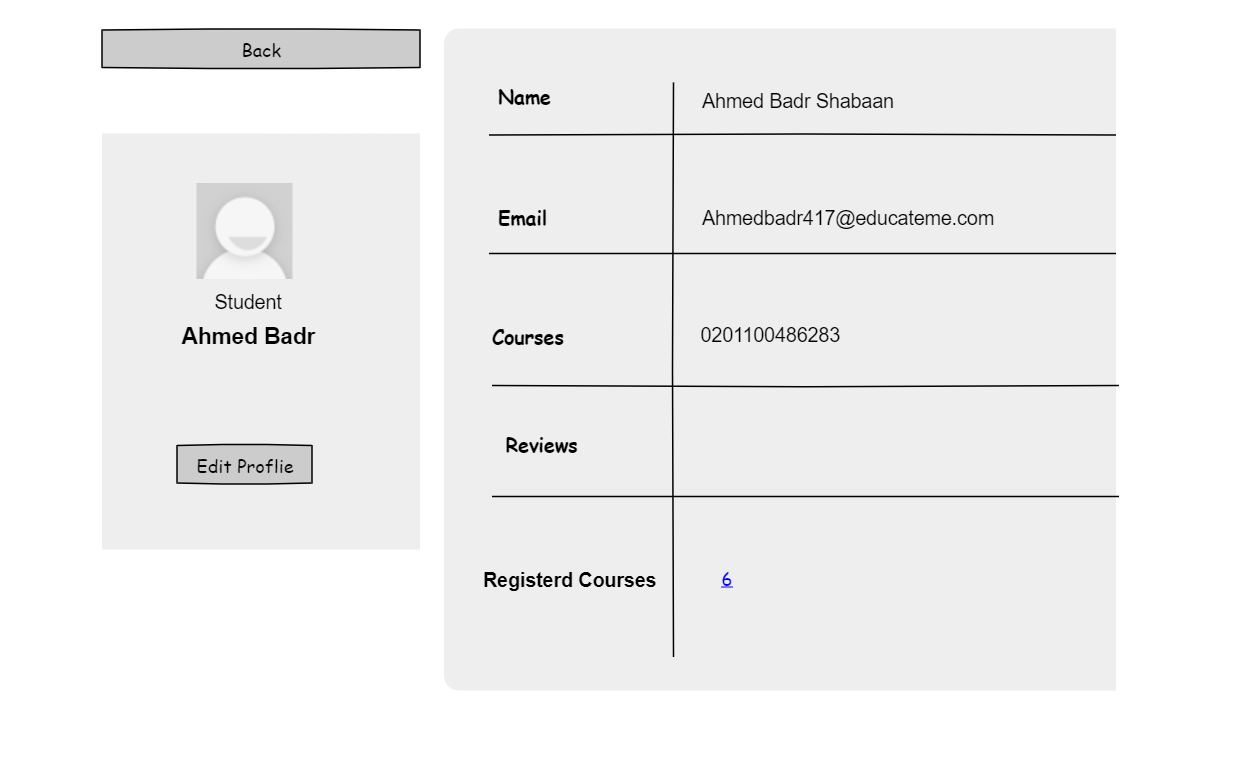 Back
Student
Ahmed Badr
Edit Proflie
Name
Ahmed Badr Shabaan
Email
Ahmedbadr417@educateme.com
Courses
0201100486283
Reviews
Registerd Courses
6